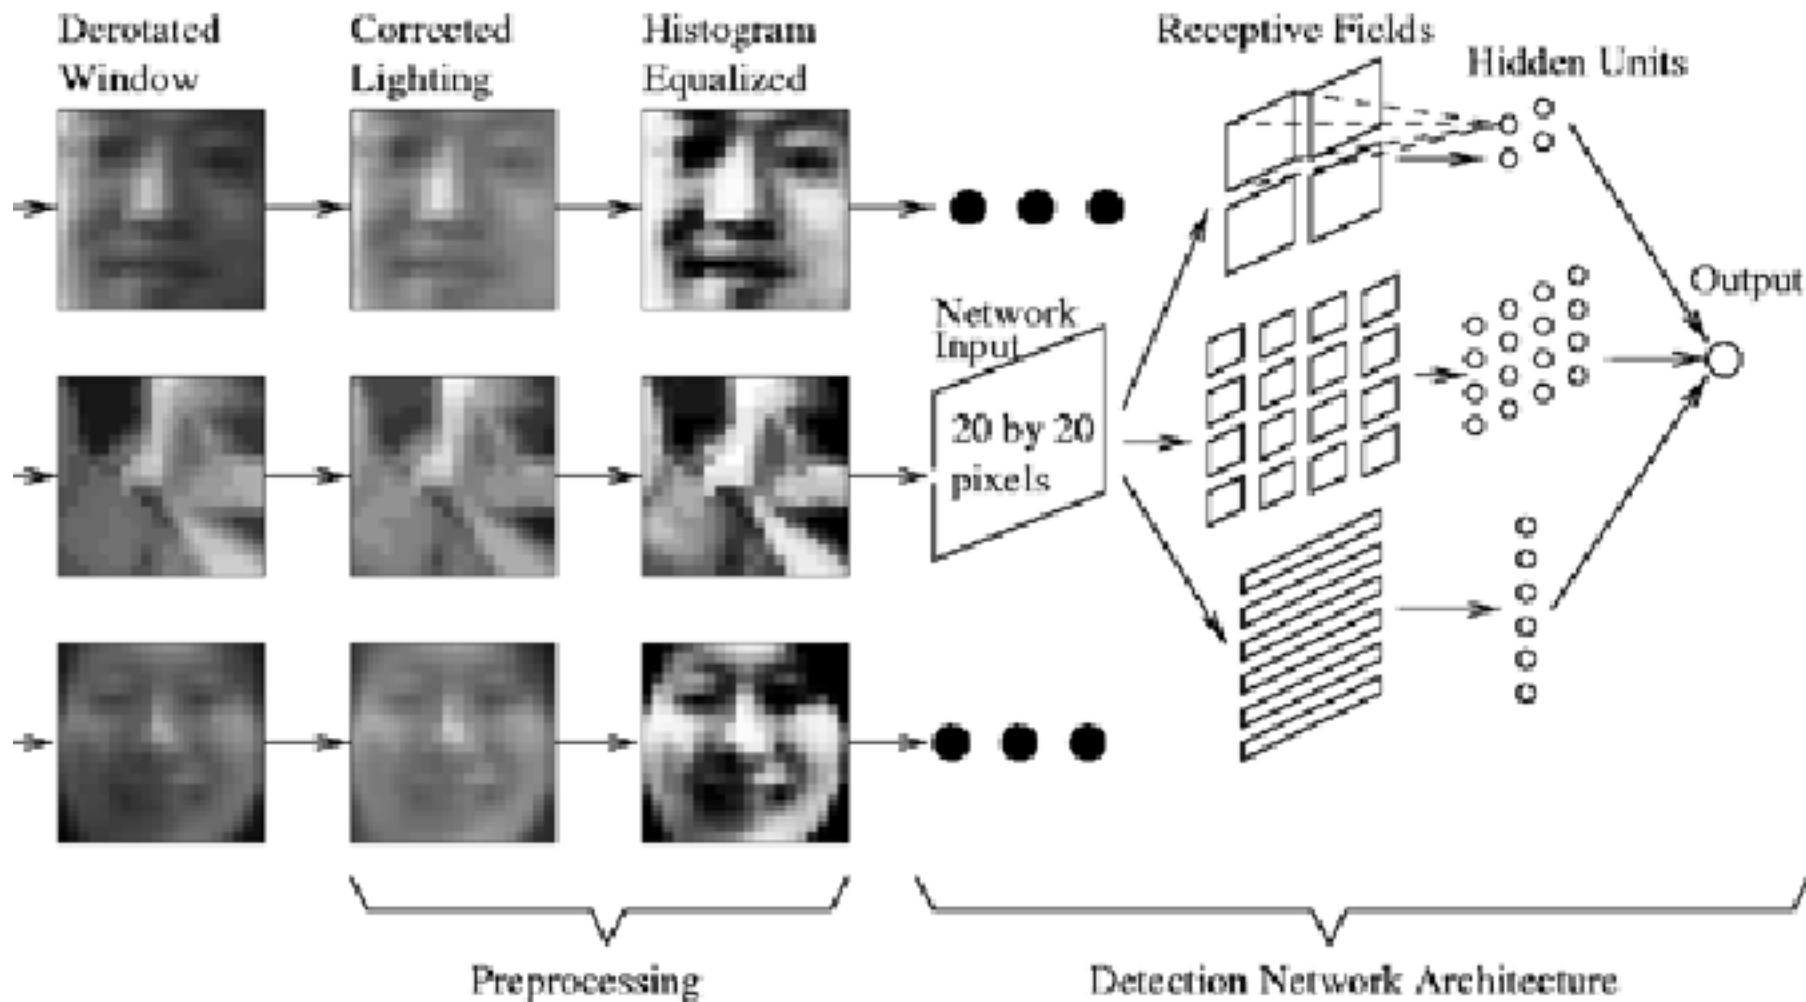 Derotated
Window
Corrected
Lighting
Histogram
Equalized
Receptive Fields
Hidden Units
Network
Input
20 by 20
pixels
Output
Preprocessing
Detection Network Architecture